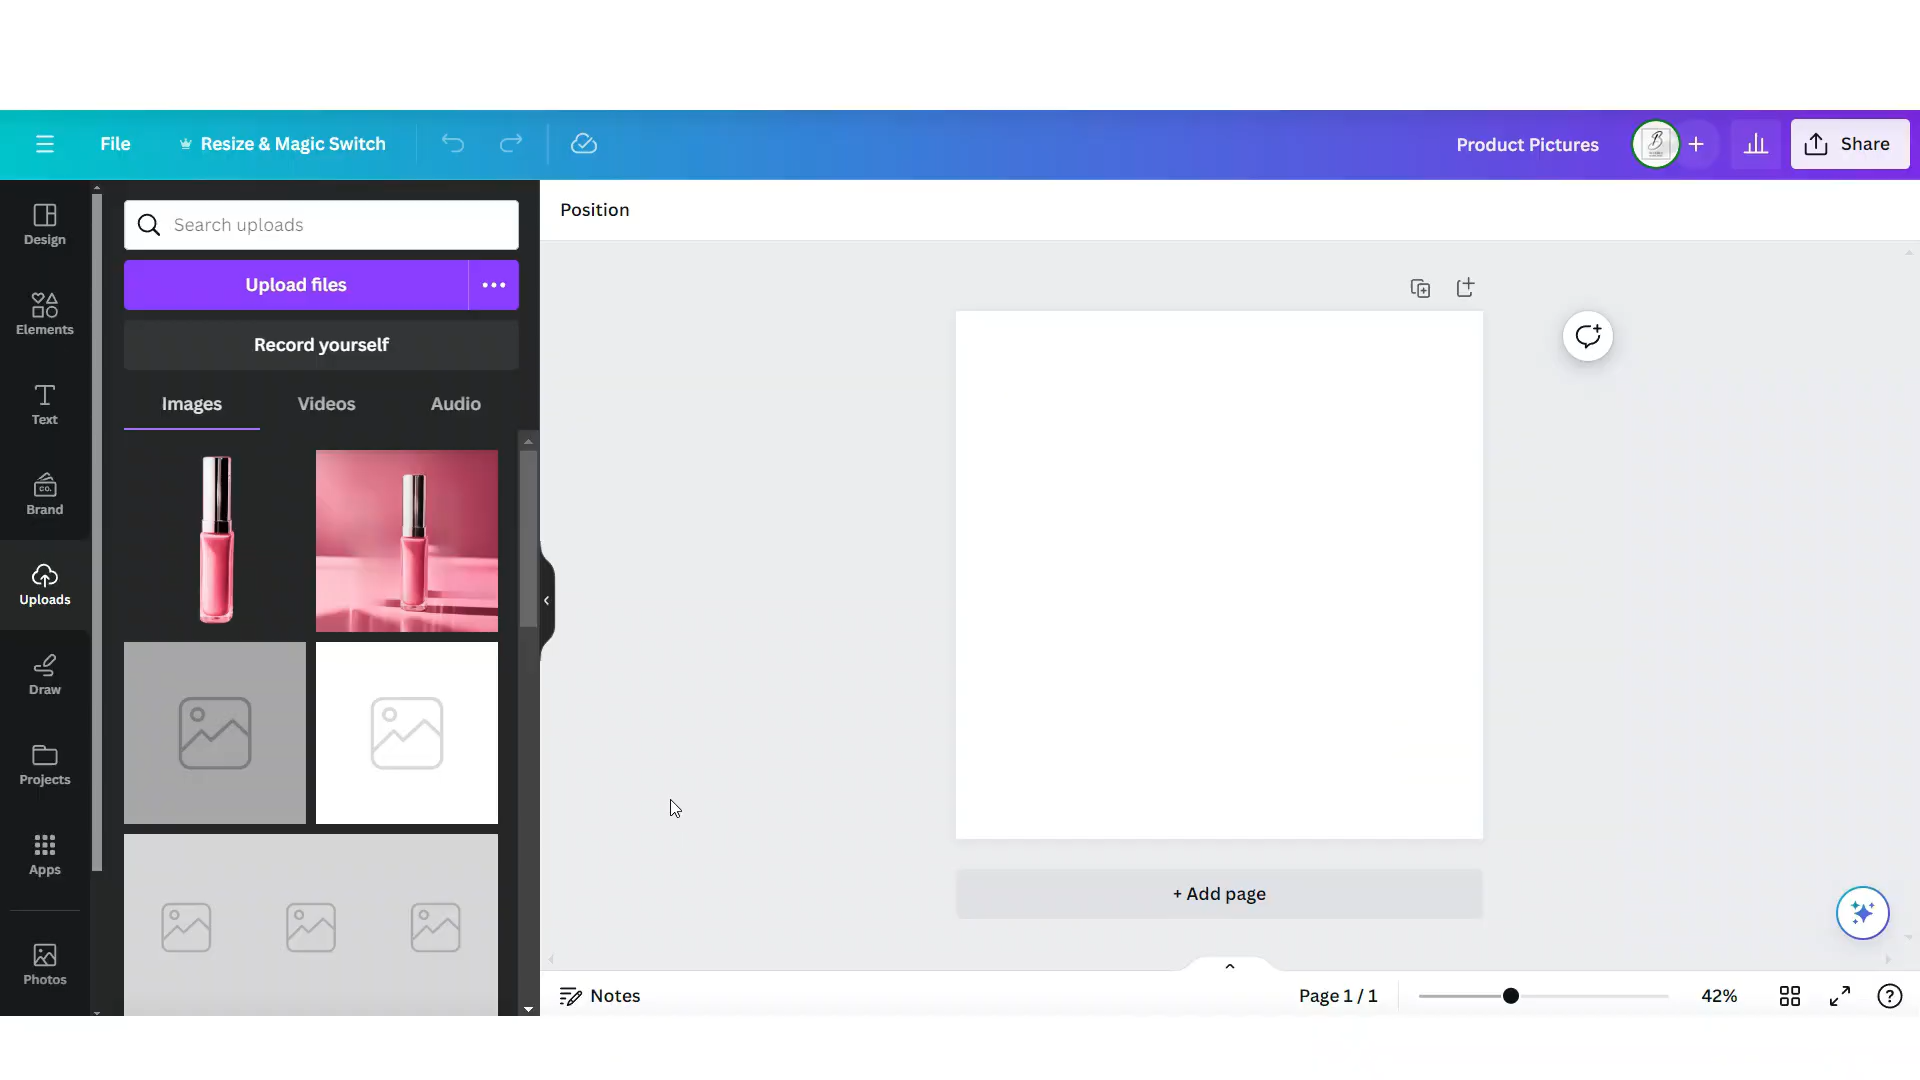 File
Resize & Magic Switch
Product Pictures
B
Share
Design
Elements
Text
Brand
CO.
Uploads
Draw
Projects
Apps
Photos
Search uploads
Upload files
Record yourself
Images
Videos
Audio
Position
+ Add page
Notes
Page 1 / 1
42%